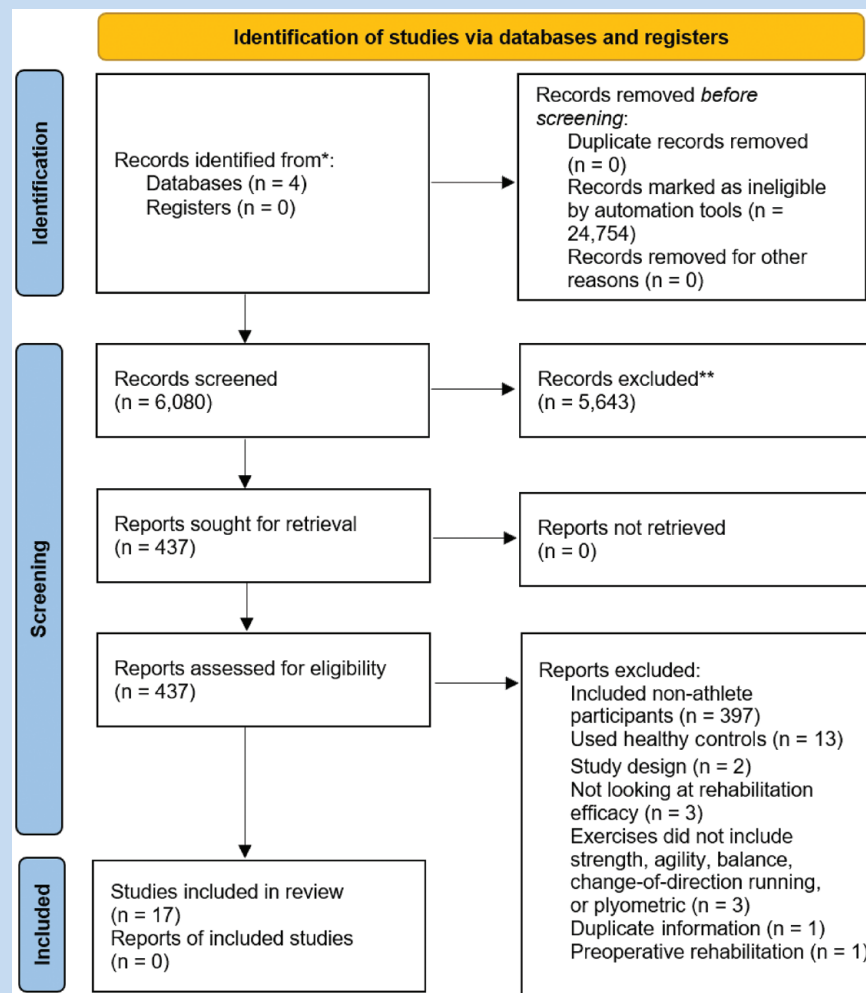 Identification of studies via databases and registers
Identification
Records identified from*:
Databases (n = 4)
Registers (n = 0)
Records removed before
screening:
Duplicate records removed
(n = 0)
Records marked as ineligible
by automation tools (n =
24,754)
Records removed for other
reasons (n = 0)
Screening
Records screened
(n = 6,080)
Records excluded**
(n = 5,643)
Reports sought for retrieval
(n = 437)
Reports not retrieved
(n = 0)
Reports assessed for eligibility
(n = 437)
Reports excluded:
Included non-athlete
participants (n = 397)
Used healthy controls (n = 13)
Study design (n = 2)
Not looking at rehabilitation
efficacy (n = 3)
Exercises did not include
strength, agility, balance,
change-of-direction running,
or plyometric (n = 3)
Duplicate information (n = 1)
Preoperative rehabilitation (n = 1)
Included
Studies included in review
(n = 17)
Reports of included studies
(n = 0)